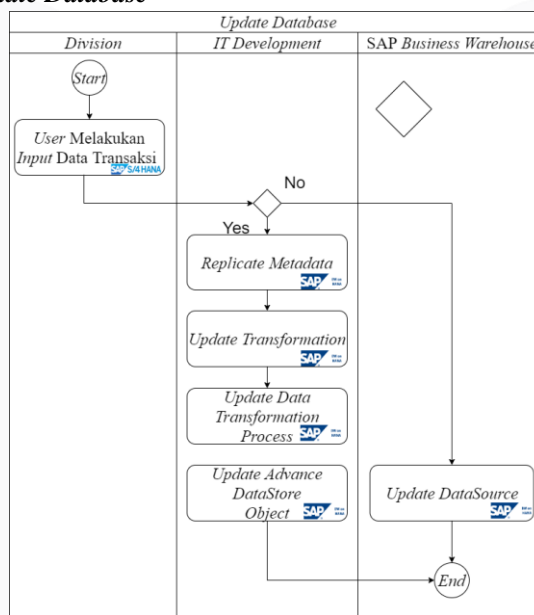 Update Database
Division
IT Development
SAP Business Warehouse
Start
User Melakukan
Input Data Transaksi
SAP S/4HANA
No
Yes
Replicate Metadata
SAP
Update Transformation
SAP
Update Data
Transformation
Process
SAP
Update Advance
DataStore
Object
SAP
Update DataSource
SAP
End